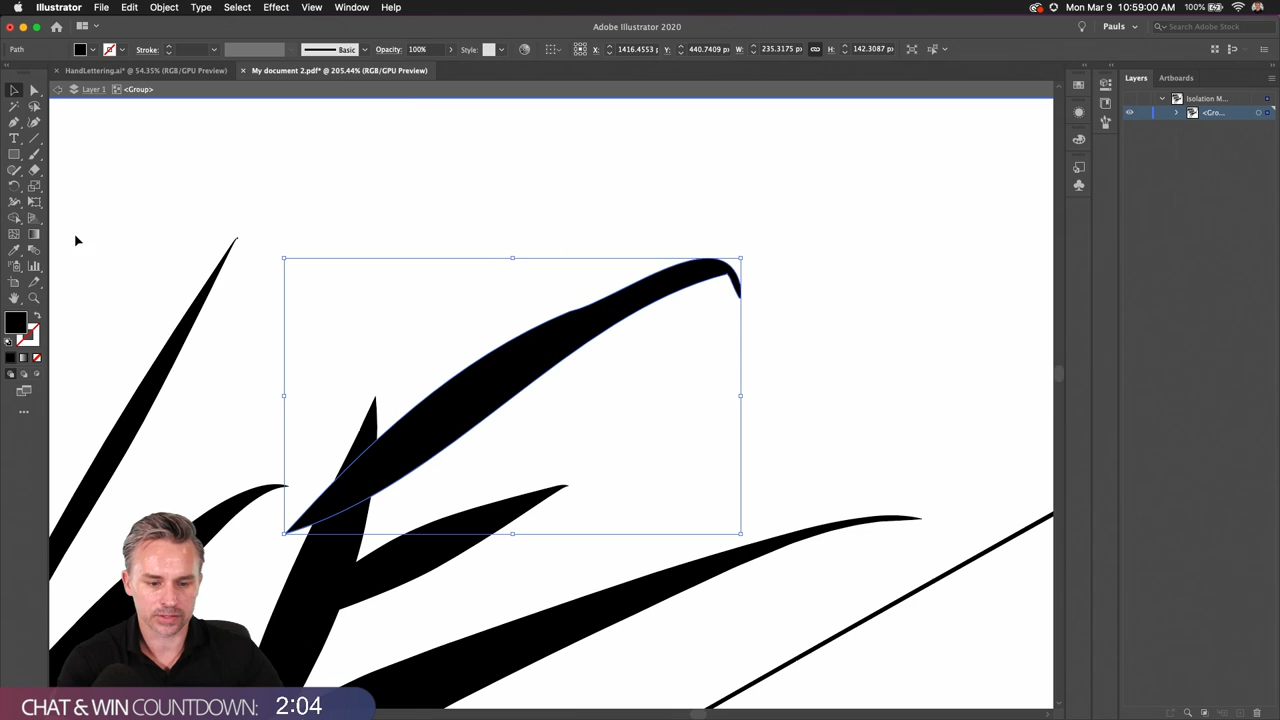 Illustrator File Edit Object Type Select Effect View Window Help
100% Mon Mar 9 10:59:00 AM
Adobe Illustrator 2020
Pauls
Search Adobe Stock
Path Stroke: Basic Opacity: 100% Style: X: 1416.4553 Y: 440.7409 p W: 235.3175 p H: 142.3087 p
× HandLettering.ai* @ 54.35% (RGB/GPU Preview) × My document 2.pdf* @ 205.44% (RGB/GPU Preview)
Layer 1 <Group>
Layers Artboards
Isolation M...
<Gro...
CHAT & WIN COUNTDOWN: 2:04